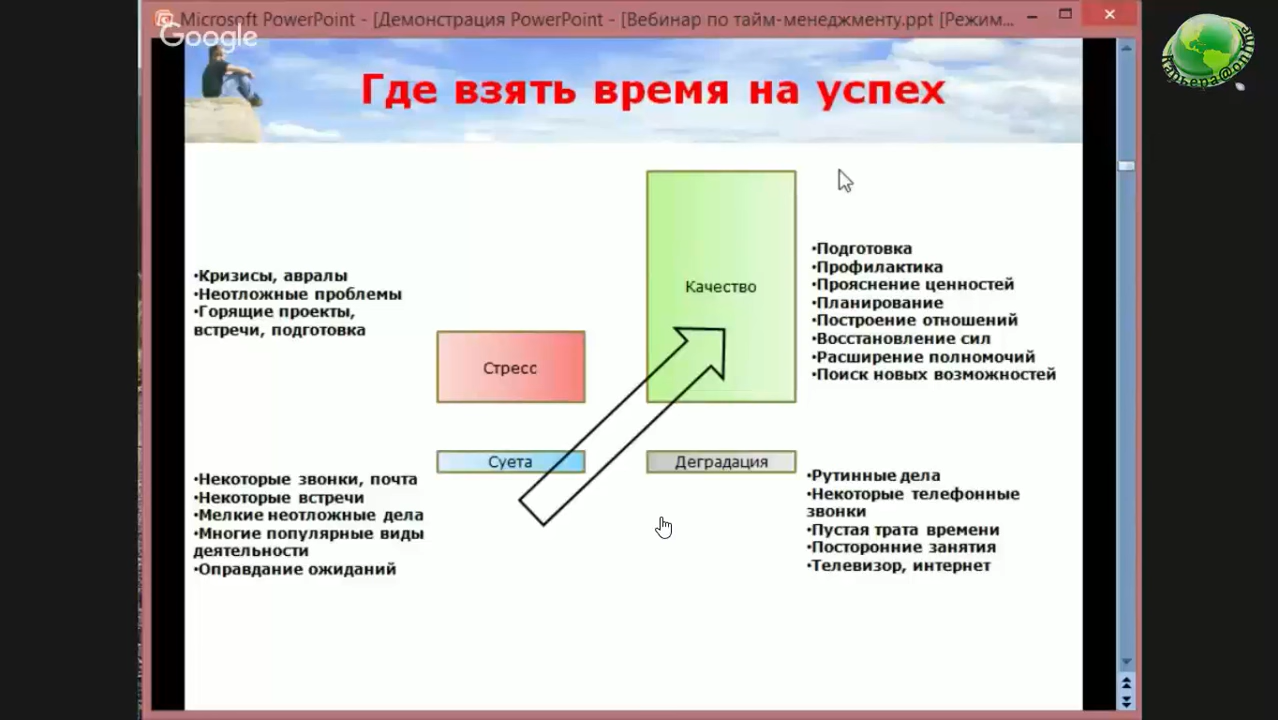 Microsoft PowerPoint - [Демонстрация PowerPoint - [Вебинар по тайм-менеджменту.ppt [Режим...
Google
Карьера@online
Где взять время на успех
•Кризисы, авралы
•Неотложные проблемы
•Горящие проекты,
встречи, подготовка
Стресс
Качество
•Подготовка
•Профилактика
•Прояснение ценностей
•Планирование
•Построение отношений
•Восстановление сил
•Расширение полномочий
•Поиск новых возможностей
Суета
Деградация
•Некоторые звонки, почта
•Некоторые встречи
•Мелкие неотложные дела
•Многие популярные виды
деятельности
•Оправдание ожиданий
•Рутинные дела
•Некоторые телефонные
звонки
•Пустая трата времени
•Посторонние занятия
•Телевизор, интернет